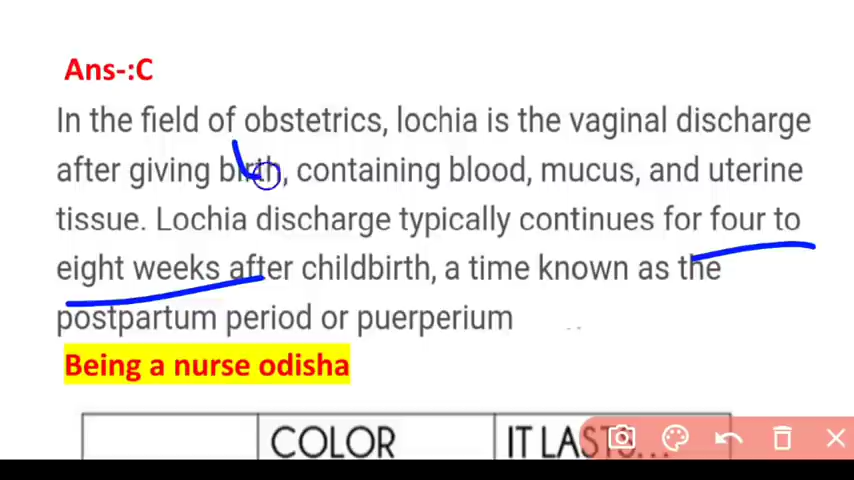 Ans-:C
In the field of obstetrics, lochia is the vaginal discharge
after giving birth, containing blood, mucus, and uterine
tissue. Lochia discharge typically continues for four to
eight weeks after childbirth, a time known as the
postpartum period or puerperium
Being a nurse odisha
COLOR IT LASTS...